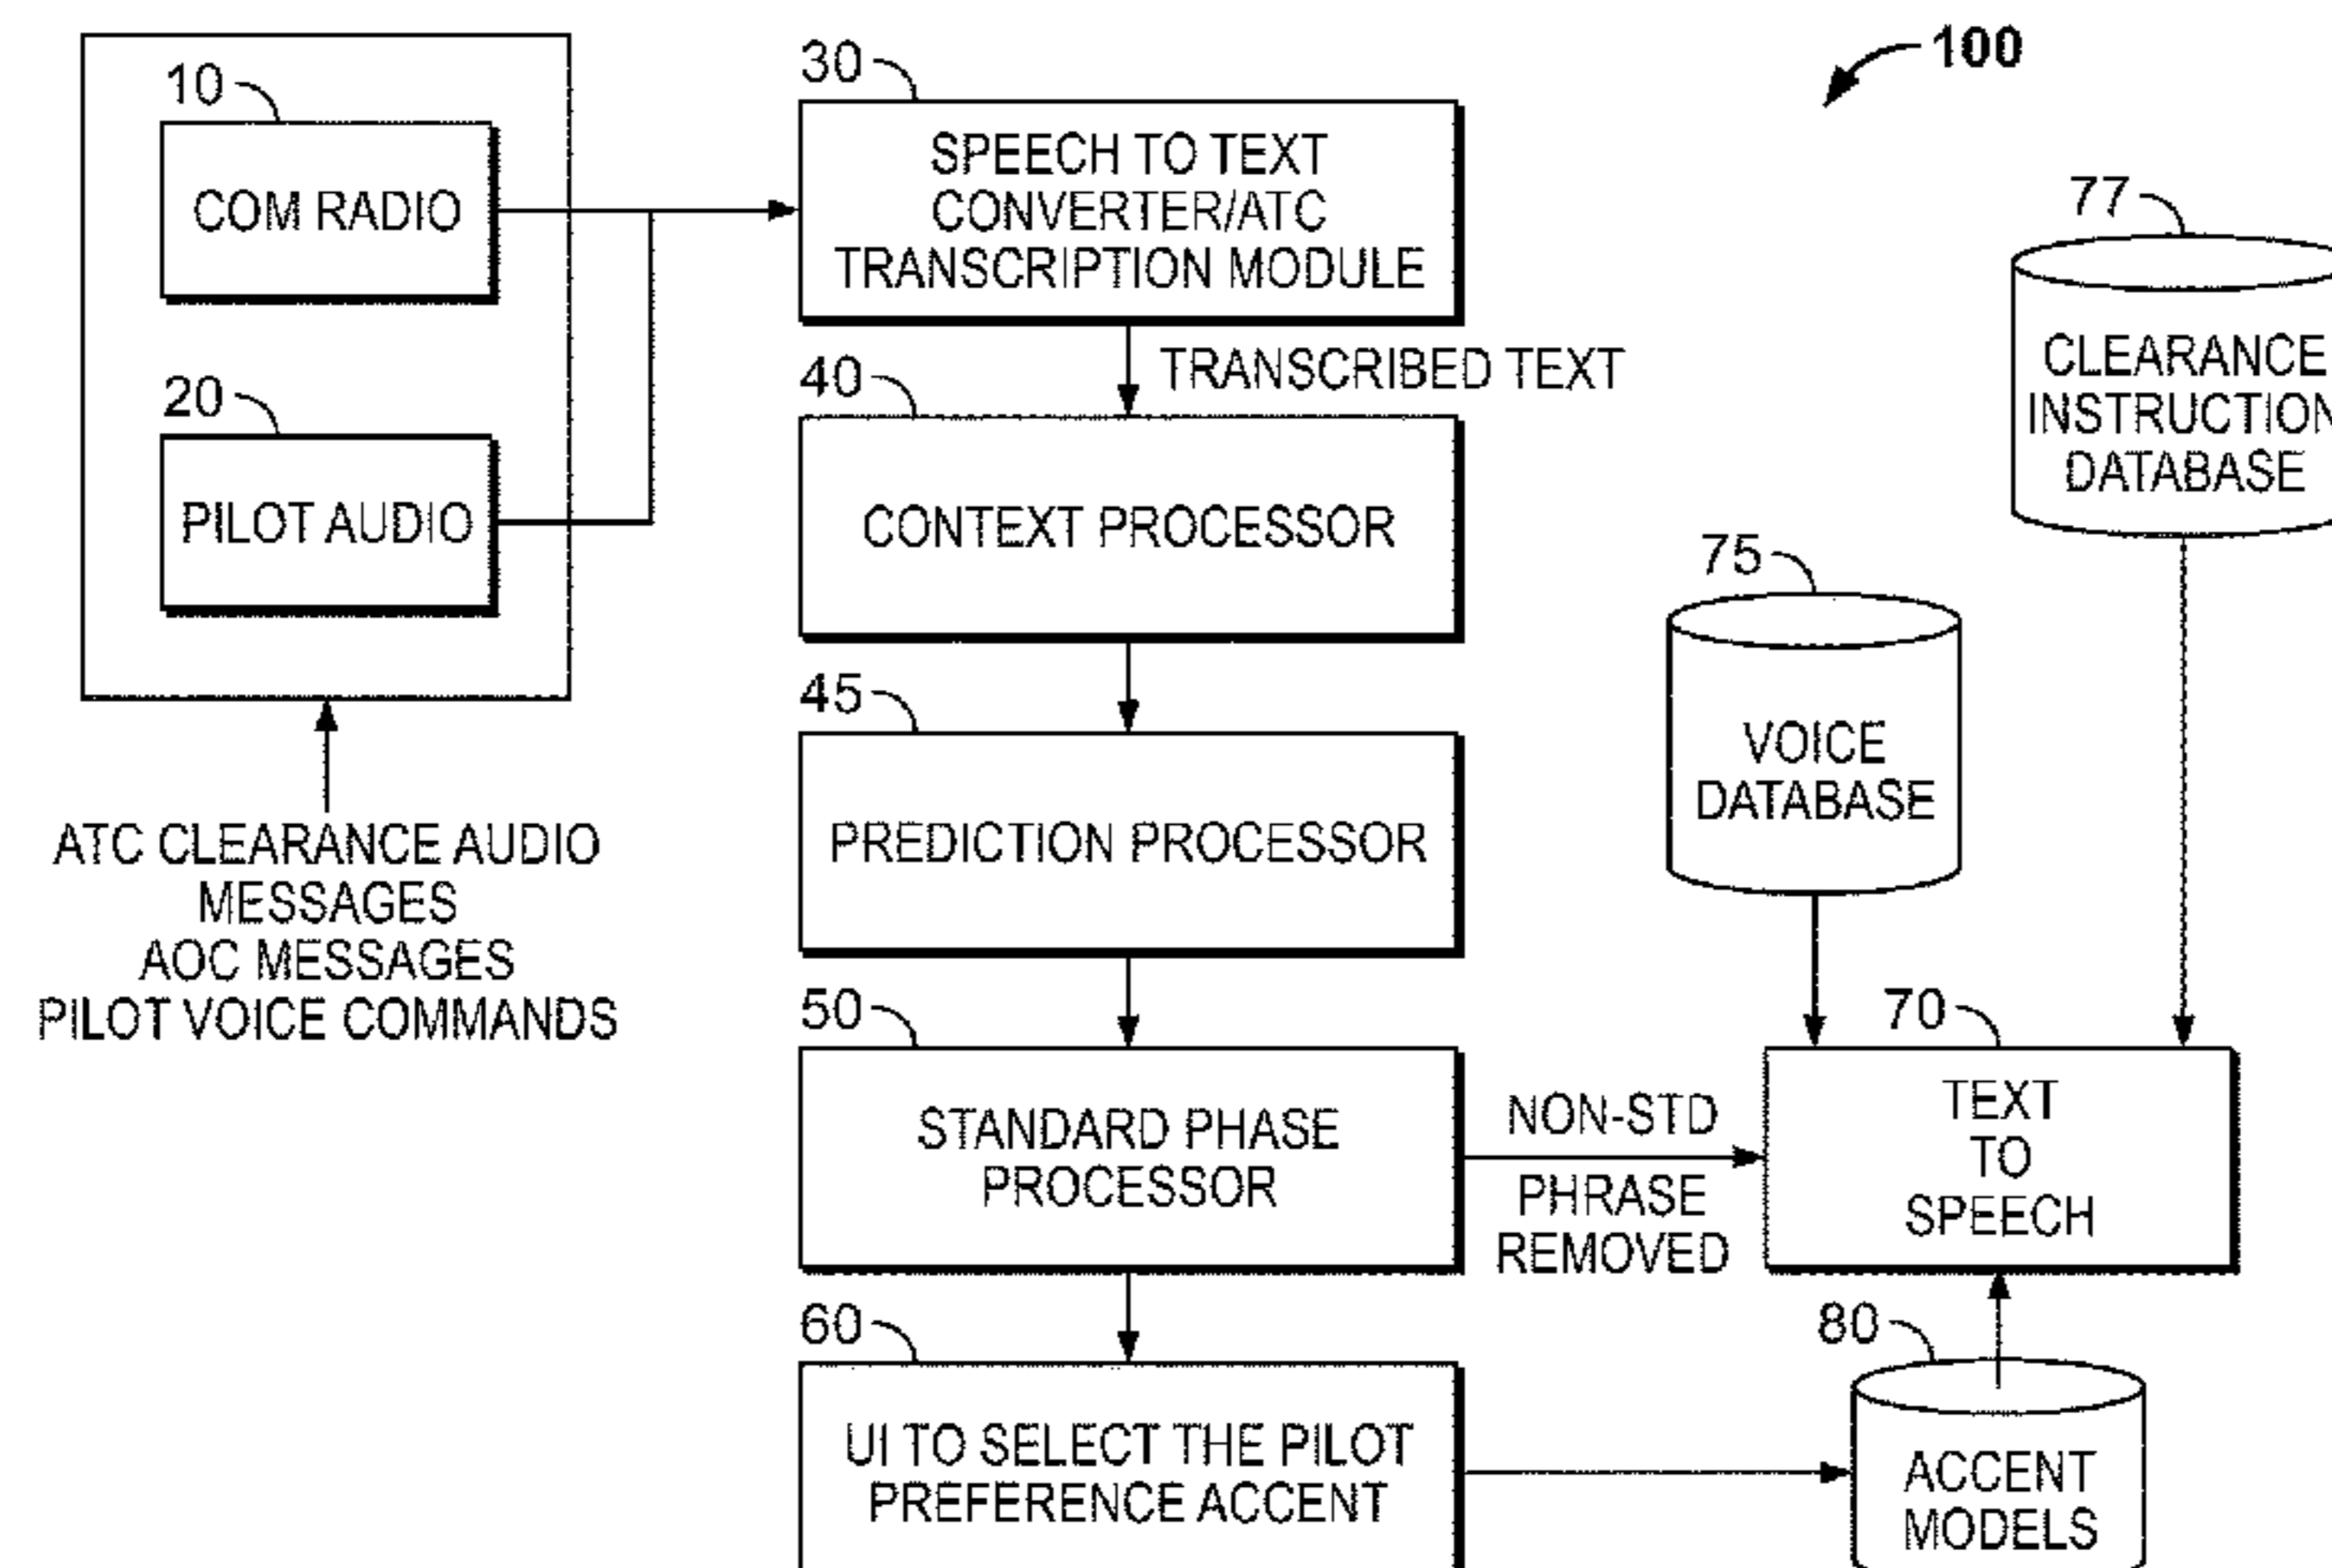 100
10
COM RADIO
20
PILOT AUDIO
ATC CLEARANCE AUDIO
MESSAGES
AOC MESSAGES
PILOT VOICE COMMANDS
30
SPEECH TO TEXT
CONVERTER/ATC
TRANSCRIPTION MODULE
TRANSCRIBED TEXT
40
CONTEXT PROCESSOR
45
PREDICTION PROCESSOR
50
STANDARD PHASE
PROCESSOR
NON-STD
PHRASE
REMOVED
60
UI TO SELECT THE PILOT
PREFERENCE ACCENT
77
CLEARANCE
INSTRUCTION
DATABASE
75
VOICE
DATABASE
70
TEXT
TO
SPEECH
80
ACCENT
MODELS